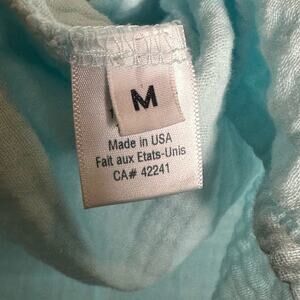 M
Made in USA
Fait aux Etats-Unis
CA# 42241